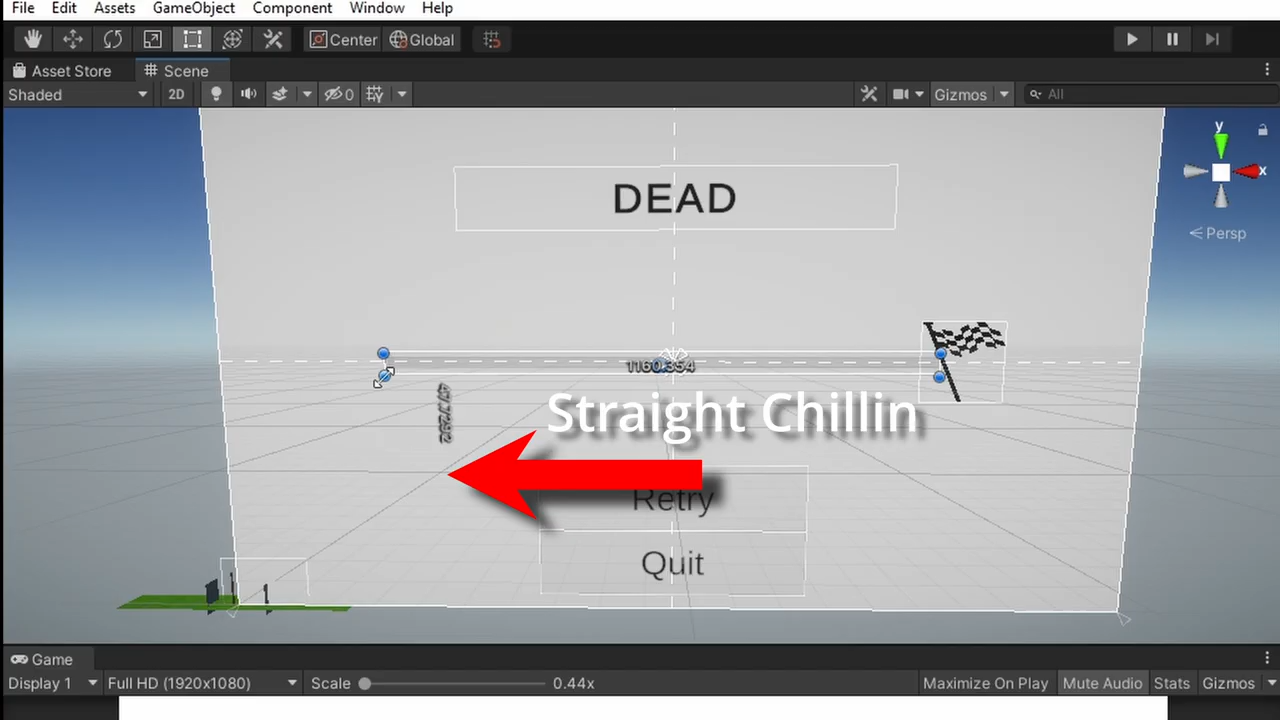 File Edit Assets GameObject Component Window Help
Center Global
Asset Store Scene
Shaded 2D 0 Gizmos All
y
x
Persp
DEAD
1160.354
Straight Chillin
Retry
Quit
Game
Display 1 Full HD (1920x1080) Scale 0.44x Maximize On Play Mute Audio Stats Gizmos